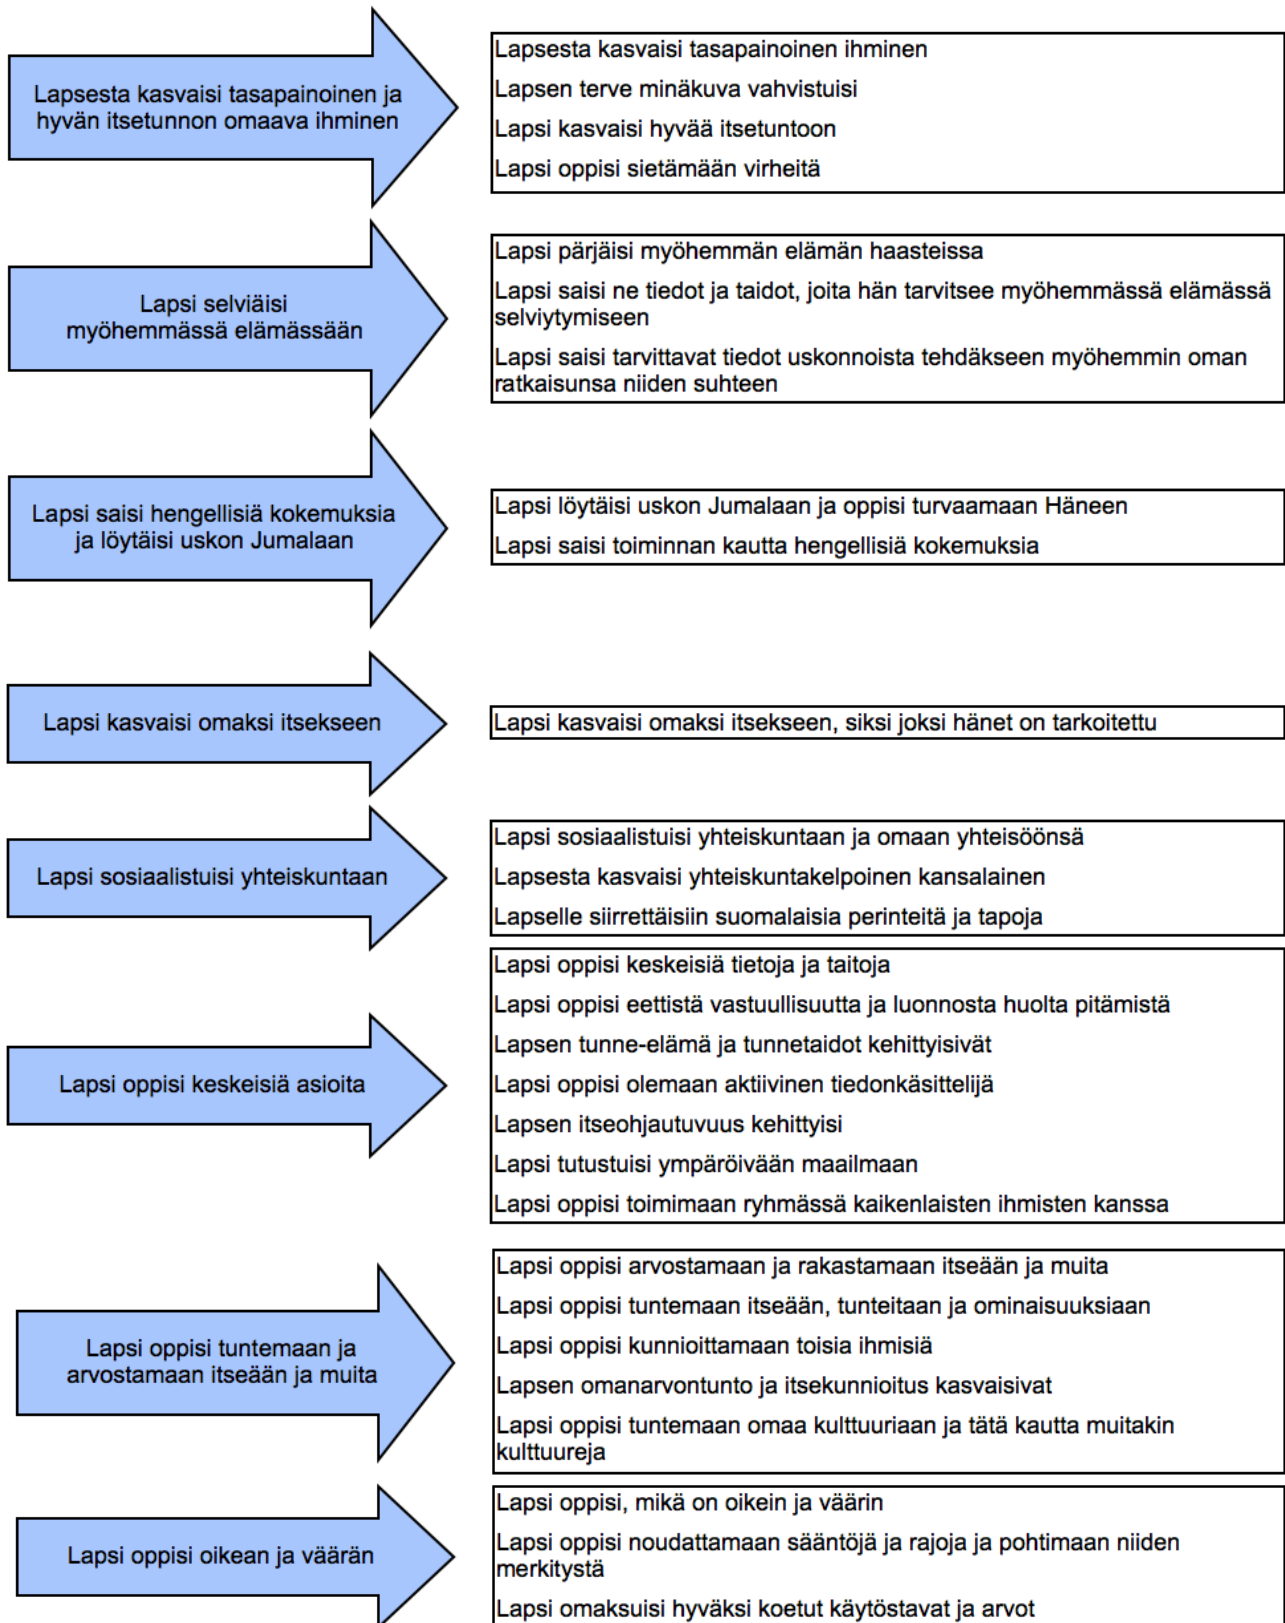 Lapsesta kasvaisi tasapainoinen ja
hyvän itsetunnon omaava ihminen
Lapsesta kasvaisi tasapainoinen ihminen
Lapsen terve minäkuva vahvistuisi
Lapsi kasvaisi hyvää itsetuntoon
Lapsi oppisi sietämään virheitä
Lapsi selviäisi
myöhemmässä elämässään
Lapsi pärjäisi myöhemmän elämän haasteissa
Lapsi saisi ne tiedot ja taidot, joita hän tarvitsee myöhemmässä elämässä
selviytymiseen
Lapsi saisi tarvittavat tiedot uskonnoista tehdäkseen myöhemmin oman
ratkaisunsa niiden suhteen
Lapsi saisi hengellisiä kokemuksia
ja löytäisi uskon Jumalaan
Lapsi löytäisi uskon Jumalaan ja oppisi turvaamaan Häneen
Lapsi saisi toiminnan kautta hengellisiä kokemuksia
Lapsi kasvaisi omaksi itsekseen
Lapsi kasvaisi omaksi itsekseen, siksi joksi hänet on tarkoitettu
Lapsi sosiaalistuisi yhteiskuntaan
Lapsi sosiaalistuisi yhteiskuntaan ja omaan yhteisöönsä
Lapsesta kasvaisi yhteiskuntakelpoinen kansalainen
Lapselle siirrettäisiin suomalaisia perinteitä ja tapoja
Lapsi oppisi keskeisiä asioita
Lapsi oppisi keskeisiä tietoja ja taitoja
Lapsi oppisi eettistä vastuullisuutta ja luonnosta huolta pitämistä
Lapsen tunne-elämä ja tunnetaidot kehittyisivät
Lapsi oppisi olemaan aktiivinen tiedonkäsittelijä
Lapsen itseohjautuvuus kehittyisi
Lapsi tutustuisi ympäröivään maailmaan
Lapsi oppisi toimimaan ryhmässä kaikenlaisten ihmisten kanssa
Lapsi oppisi tuntemaan ja
arvostamaan itseään ja muita
Lapsi oppisi arvostamaan ja rakastamaan itseään ja muita
Lapsi oppisi tuntemaan itseään, tunteitaan ja ominaisuuksiaan
Lapsi oppisi kunnioittamaan toisia ihmisiä
Lapsen omanarvontunto ja itsekunnioitus kasvaisivat
Lapsi oppisi tuntemaan omaa kulttuuriaan ja tätä kautta muitakin
kulttuureja
Lapsi oppisi oikean ja väärän
Lapsi oppisi, mikä on oikein ja väärin
Lapsi oppisi noudattamaan sääntöjä ja rajoja ja pohtimaan niiden
merkitystä
Lapsi omaksuisi hyväksi koetut käytöstavat ja arvot